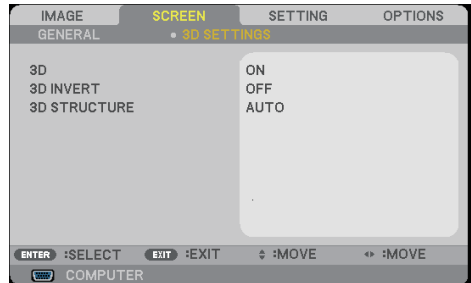 IMAGE SCREEN SETTING OPTIONS
GENERAL • 3D SETTINGS
3D ON
3D INVERT OFF
3D STRUCTURE AUTO
ENTER :SELECT EXIT :EXIT :MOVE :MOVE
COMPUTER